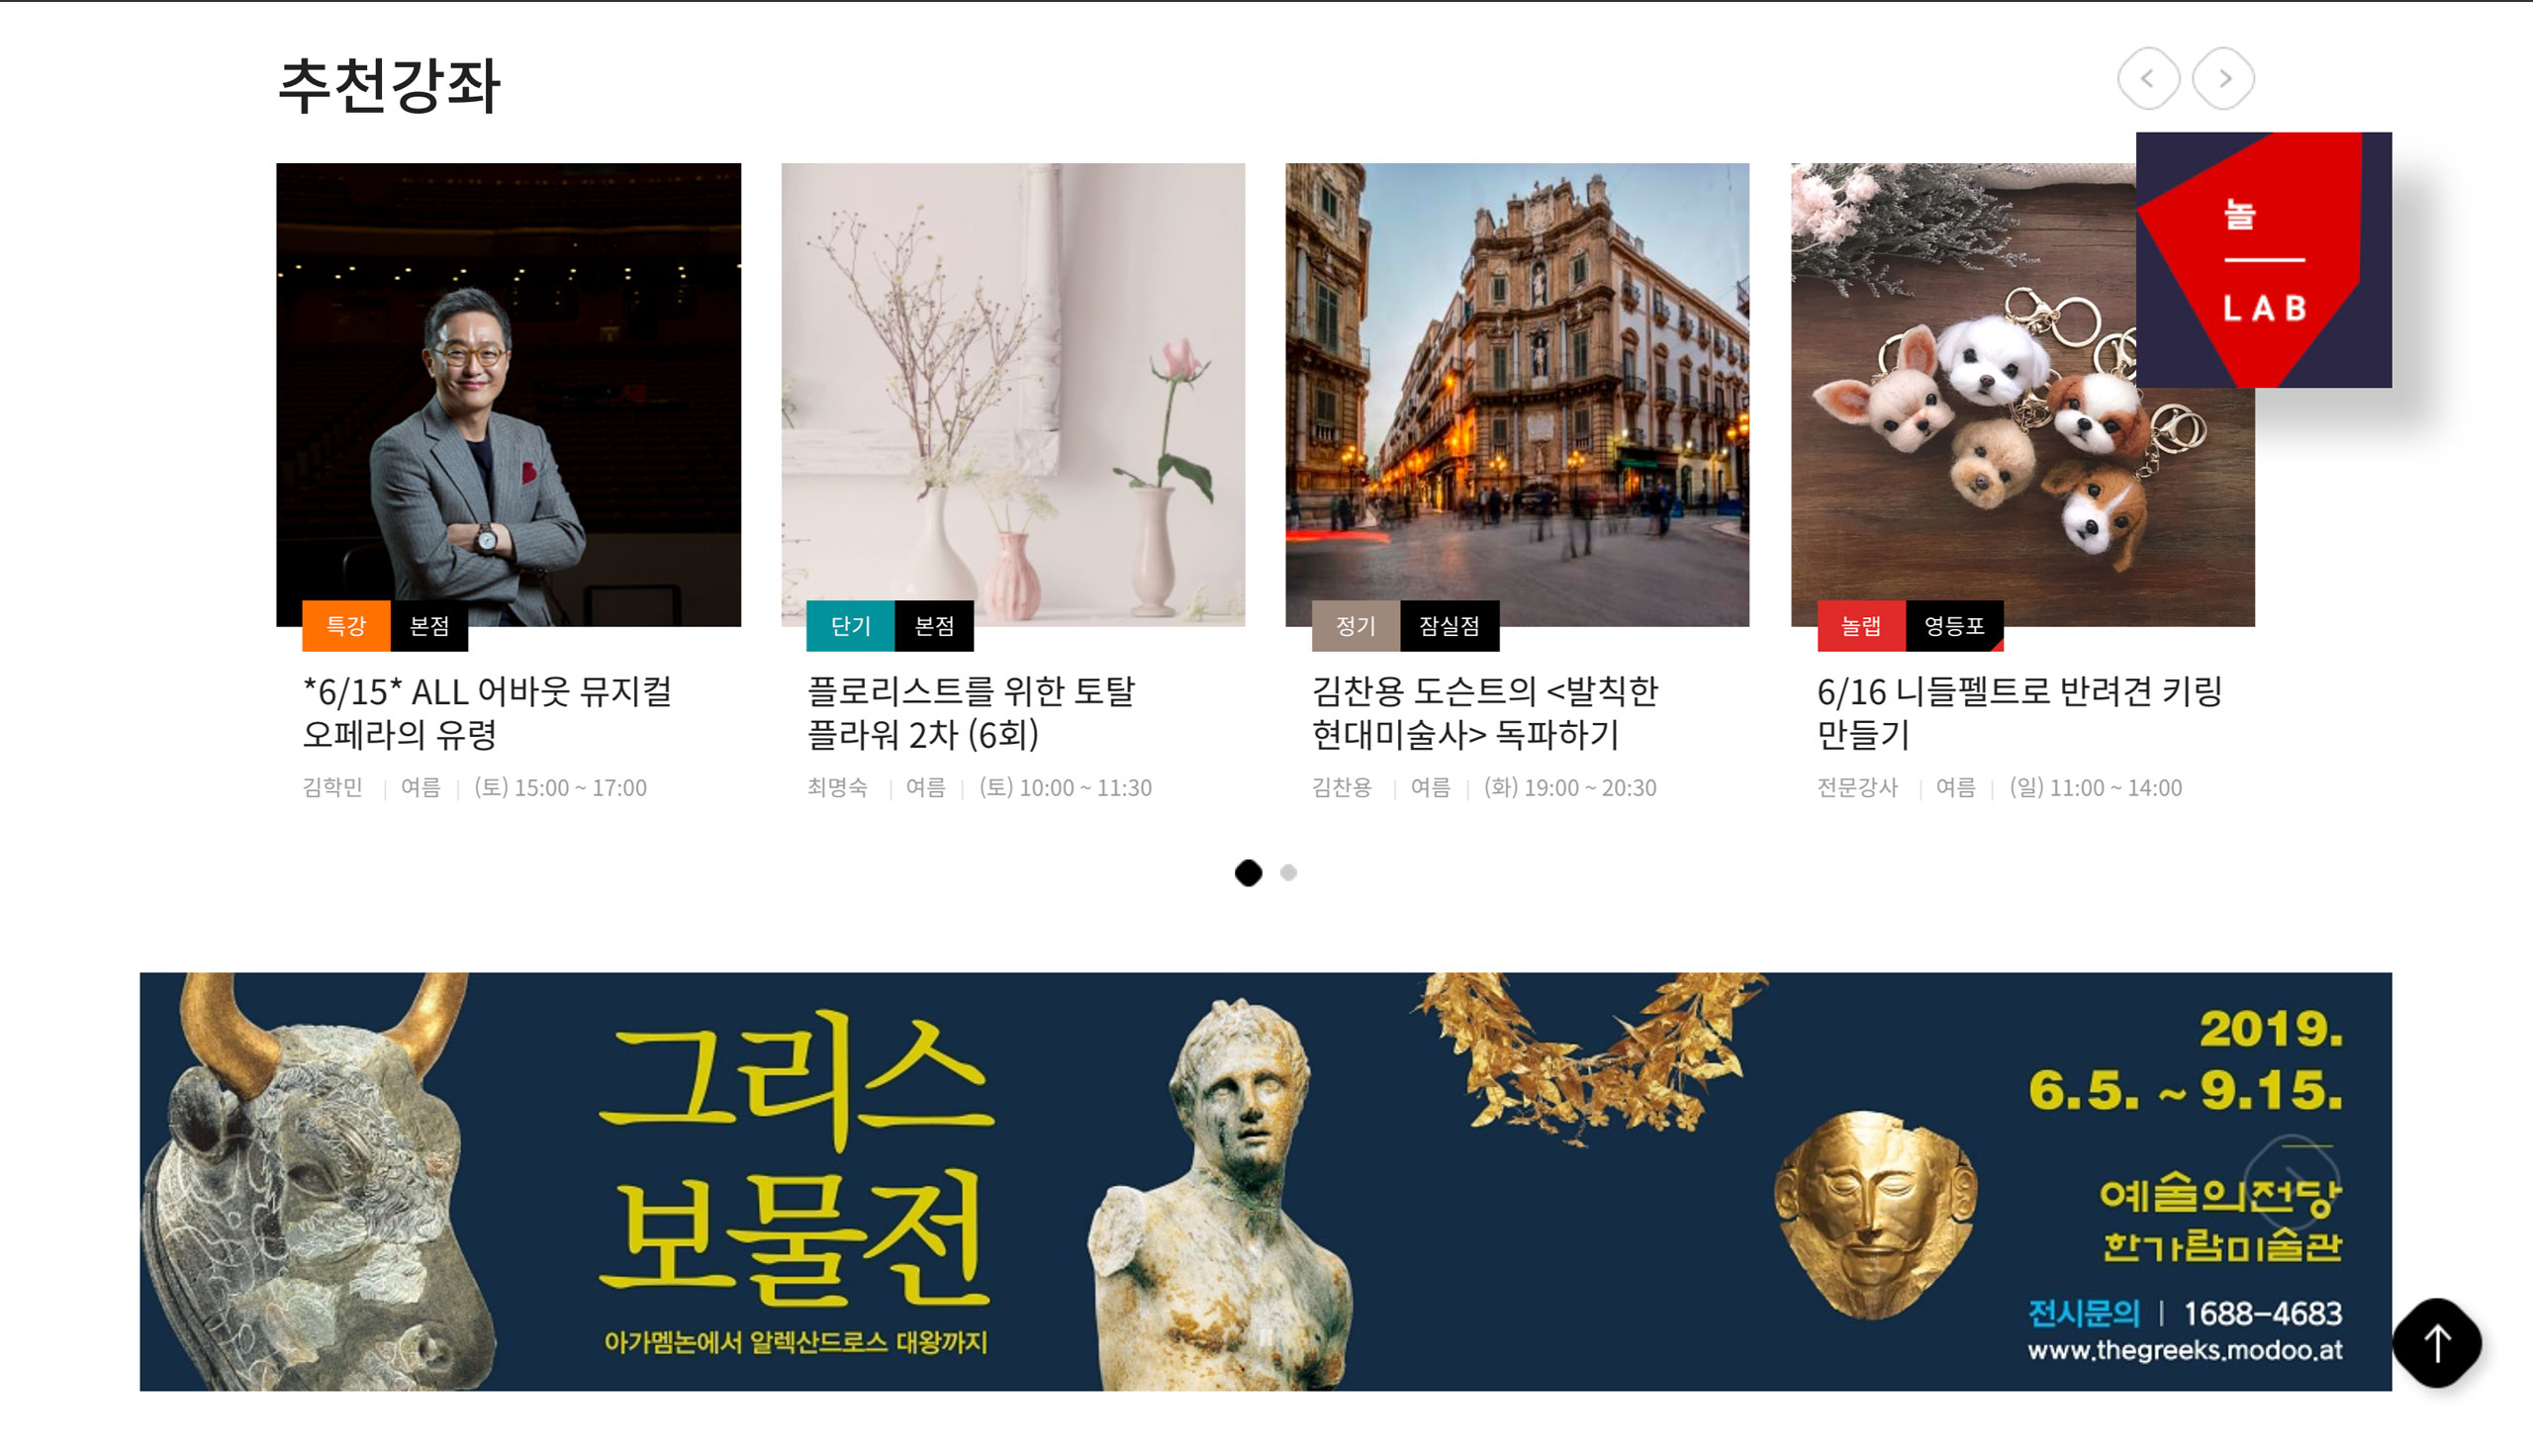 추천강좌
놀
LAB
특강 본점
*6/15* ALL 어바웃 뮤지컬
오페라의 유령
김학민 | 여름 | (토) 15:00 ~ 17:00
단기 본점
플로리스트를 위한 토탈
플라워 2차 (6회)
최명숙 | 여름 | (토) 10:00 ~ 11:30
정기 잠실점
김찬용 도슨트의 <발칙한
현대미술사> 독파하기
김찬용 | 여름 | (화) 19:00 ~ 20:30
놀랩 영등포
6/16 니들펠트로 반려견 키링
만들기
전문강사 | 여름 | (일) 11:00 ~ 14:00
그리스
보물전
아가멤논에서 알렉산드로스 대왕까지
2019.
6.5. ~ 9.15.
예술의전당
한가람미술관
전시문의 | 1688-4683
www.thegreeks.modoo.at